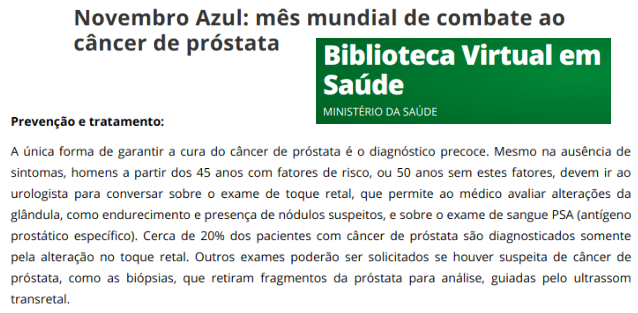 Novembro Azul: mês mundial de combate ao
câncer de próstata
Biblioteca Virtual em
Saúde
MINISTÉRIO DA SAÚDE
Prevenção e tratamento:
A única forma de garantir a cura do câncer de próstata é o diagnóstico precoce. Mesmo na ausência de
sintomas, homens a partir dos 45 anos com fatores de risco, ou 50 anos sem estes fatores, devem ir ao
urologista para conversar sobre o exame de toque retal, que permite ao médico avaliar alterações da
glândula, como endurecimento e presença de nódulos suspeitos, e sobre o exame de sangue PSA (antígeno
prostático específico). Cerca de 20% dos pacientes com câncer de próstata são diagnosticados somente
pela alteração no toque retal. Outros exames poderão ser solicitados se houver suspeita de câncer de
próstata, como as biópsias, que retiram fragmentos da próstata para análise, guiadas pelo ultrassom
transretal.